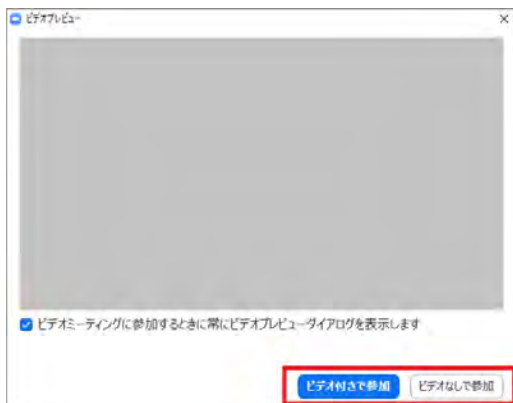 ビデオプレビュー
ビデオミーティングに参加するときに常にビデオプレビューダイアログを表示します
ビデオ付きで参加
ビデオなしで参加